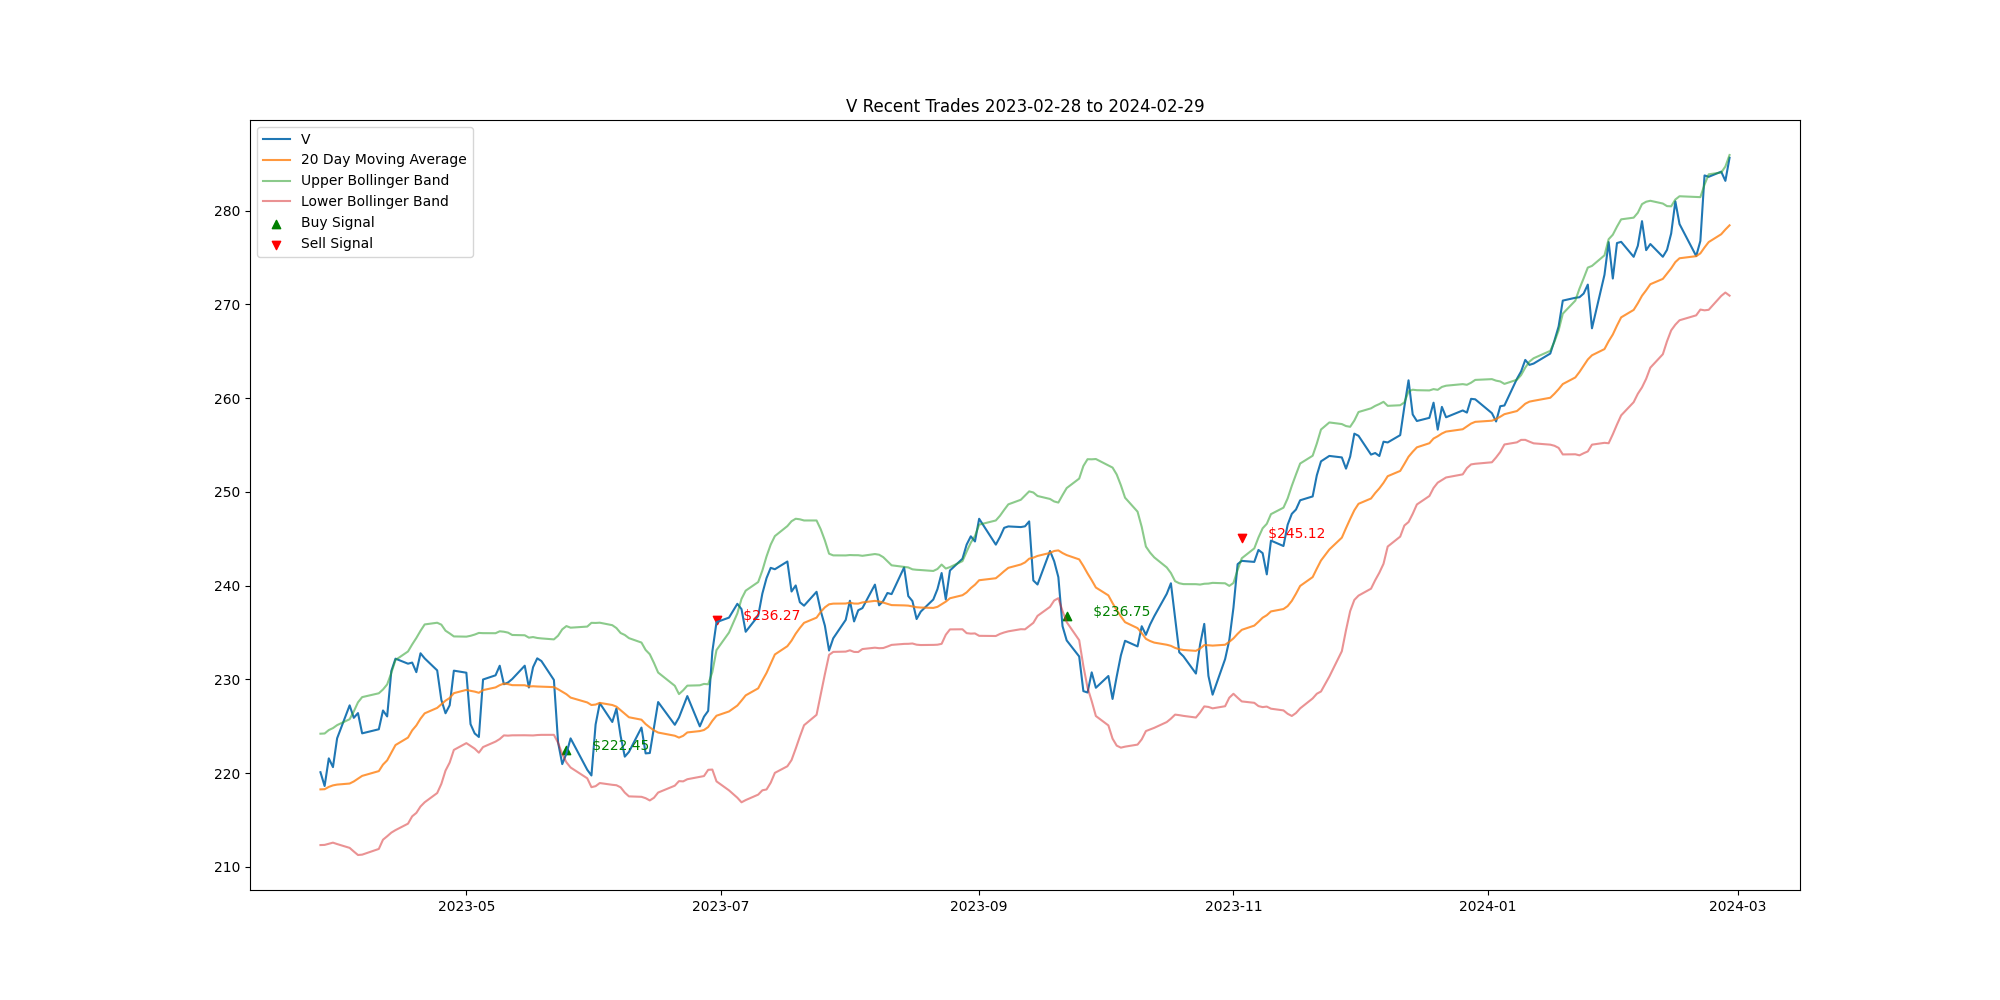 V Recent Trades 2023-02-28 to 2024-02-29
V
20 Day Moving Average
Upper Bollinger Band
Lower Bollinger Band
Buy Signal
Sell Signal
280
270
260
250
240
230
220
210
$222.45
$236.27
$236.75
$245.12
2023-05
2023-07
2023-09
2023-11
2024-01
2024-03